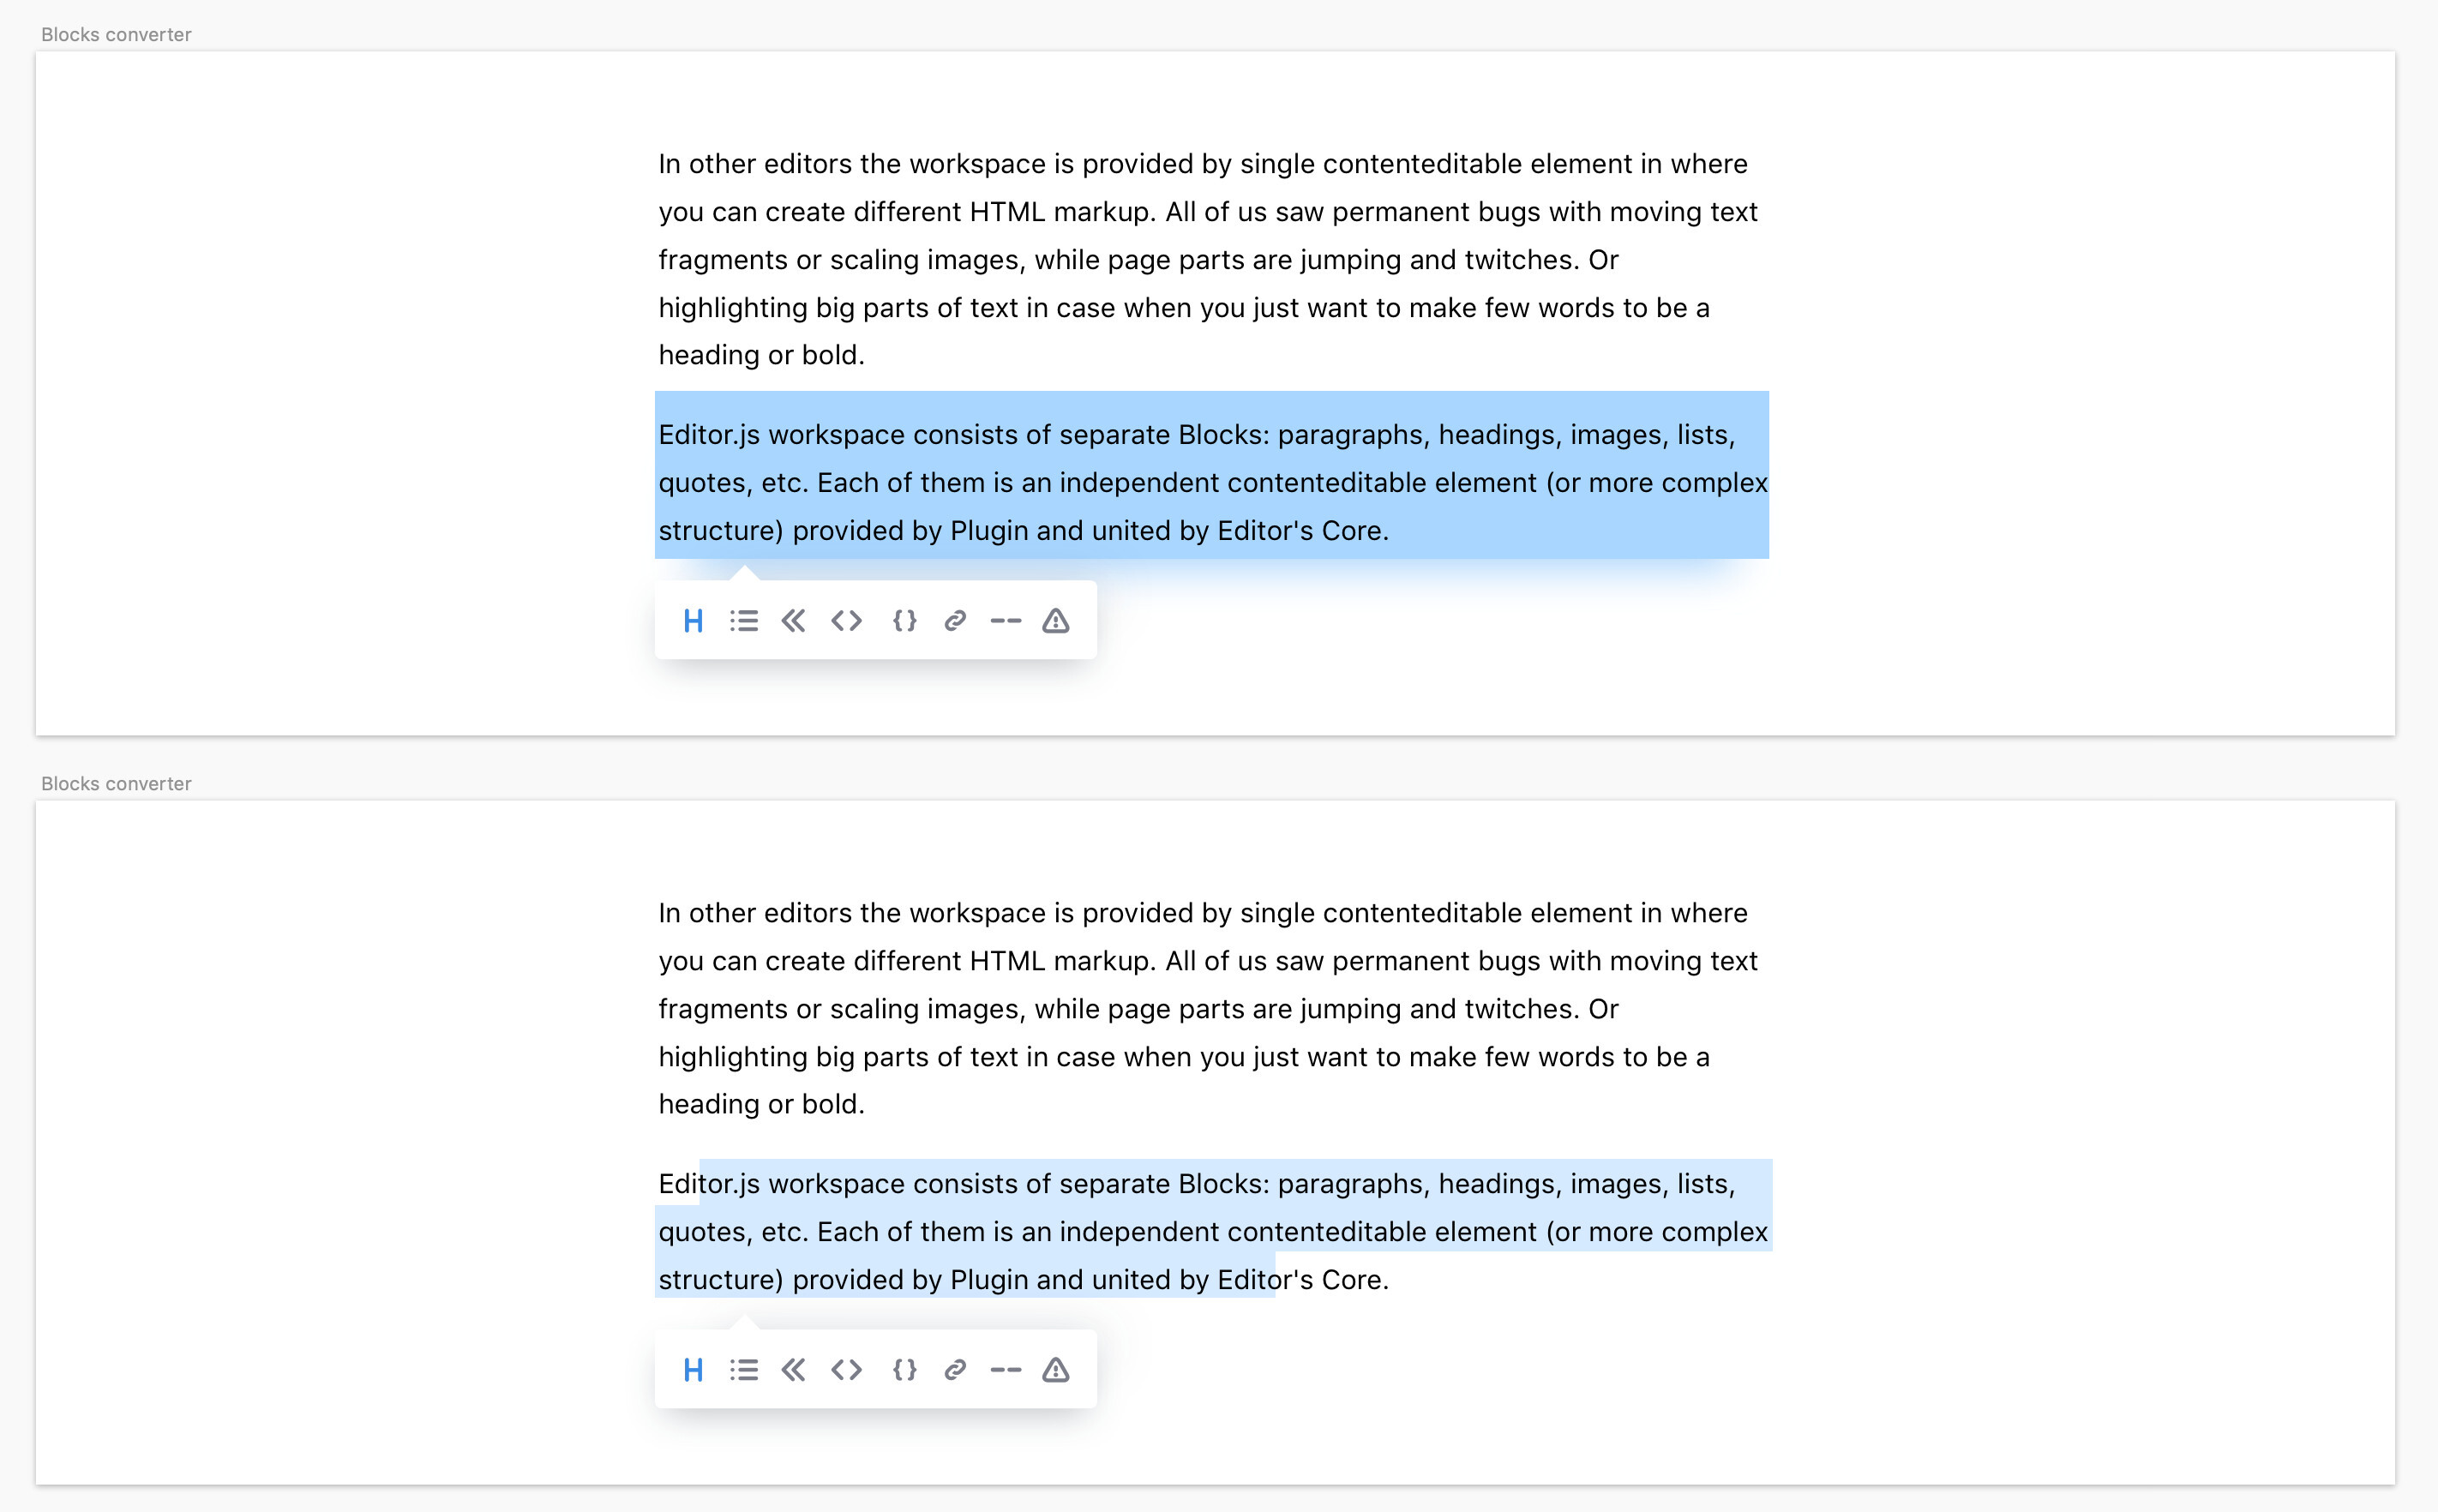 Blocks converter
In other editors the workspace is provided by single contenteditable element in where
you can create different HTML markup. All of us saw permanent bugs with moving text
fragments or scaling images, while page parts are jumping and twitches. Or
highlighting big parts of text in case when you just want to make few words to be a
heading or bold.
Editor.js workspace consists of separate Blocks: paragraphs, headings, images, lists,
quotes, etc. Each of them is an independent contenteditable element (or more complex
structure) provided by Plugin and united by Editor's Core.
H
Blocks converter
In other editors the workspace is provided by single contenteditable element in where
you can create different HTML markup. All of us saw permanent bugs with moving text
fragments or scaling images, while page parts are jumping and twitches. Or
highlighting big parts of text in case when you just want to make few words to be a
heading or bold.
Editor.js workspace consists of separate Blocks: paragraphs, headings, images, lists,
quotes, etc. Each of them is an independent contenteditable element (or more complex
structure) provided by Plugin and united by Editor's Core.
H